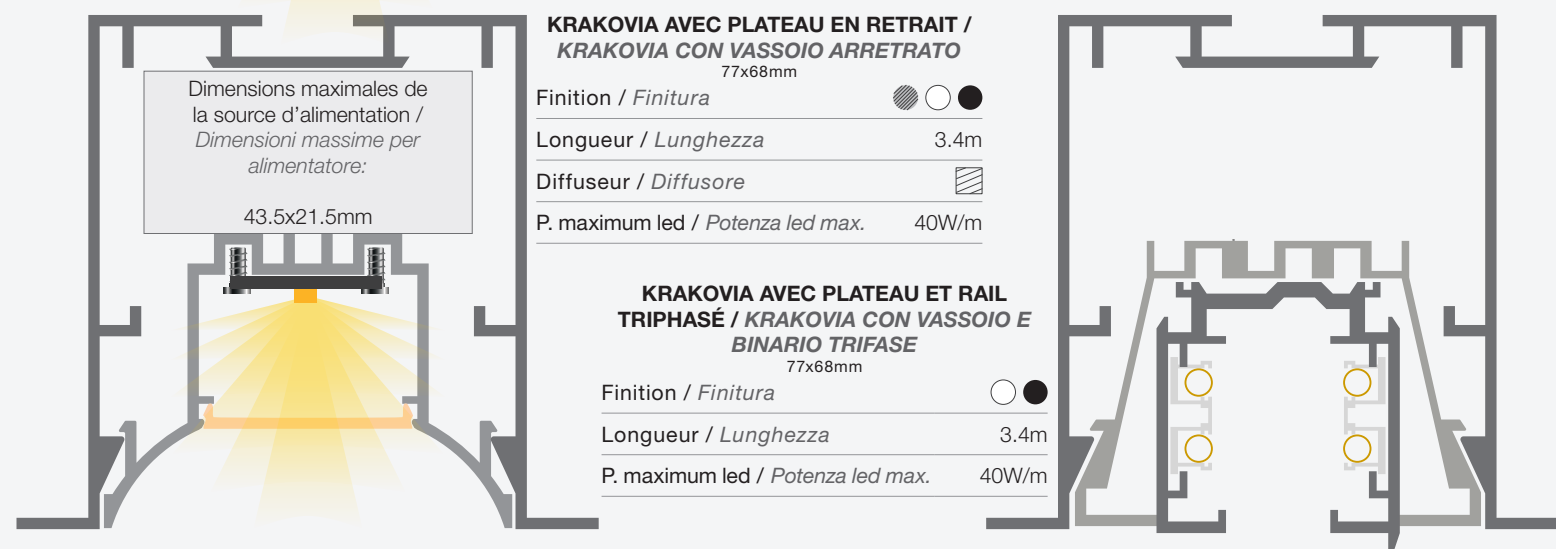 KRAKOVIA AVEC PLATEAU EN RETRAIT /
KRAKOVIA CON VASSOIO ARRETRATO
77x68mm
Finition / Finitura
Longueur / Lunghezza 3.4m
Diffuseur / Diffusore
P. maximum led / Potenza led max. 40W/m
Dimensions maximales de
la source d’alimentation /
Dimensioni massime per
alimentatore:
43.5x21.5mm
KRAKOVIA AVEC PLATEAU ET RAIL
TRIPHASÉ / KRAKOVIA CON VASSOIO E
BINARIO TRIFASE
77x68mm
Finition / Finitura
Longueur / Lunghezza 3.4m
P. maximum led / Potenza led max. 40W/m